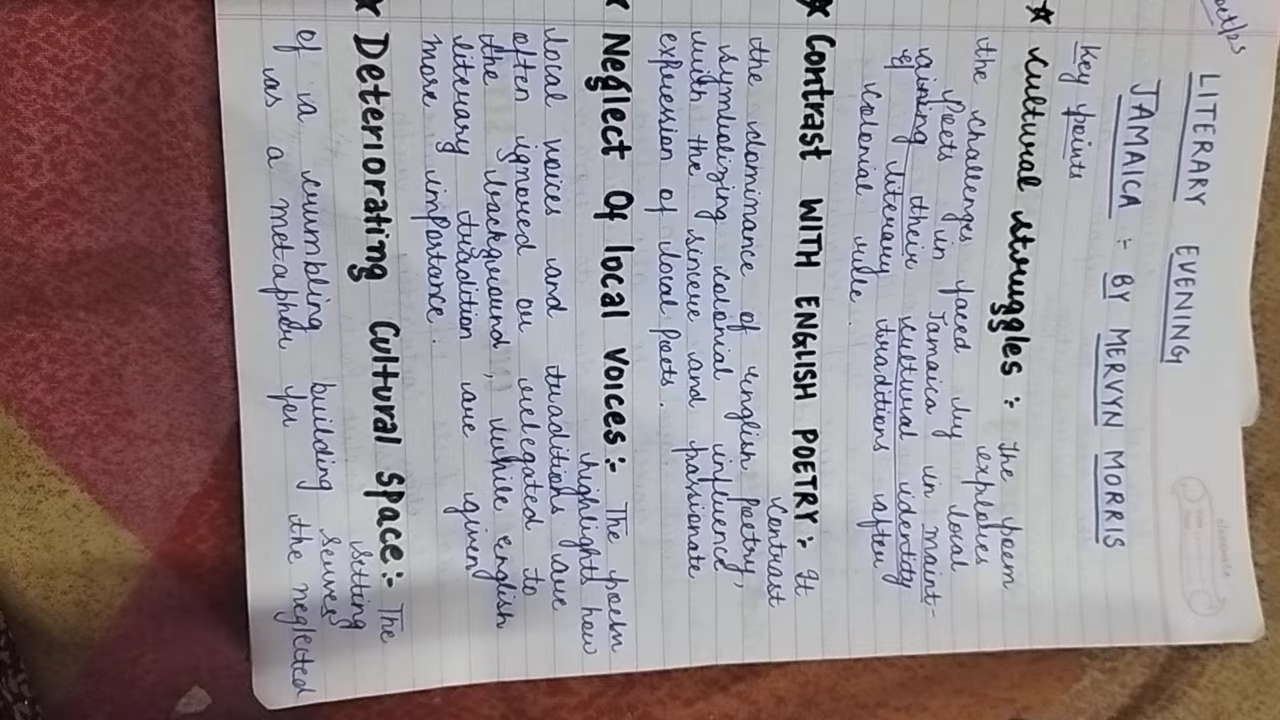 LITERARY EVENING
JAMAICA :- BY MERVYN MORRIS
Key points
★ Cultural struggles :- The poem
explores
the challenges faced by local
Poets in Jamaica in maint-
aining their cultural identity
& literary traditions after
Colonial rule.
★ Contrast WITH ENGLISH POETRY :- It
Contrast
the dominance of English Poetry,
symbolizing colonial influence
with the sincere and passionate
expression of local Poets.
★ Neglect Of local voices :- The poem
highlights how
local voices and traditions are
often ignored or relegated to
the background, while english
literary tradition are given
more importance.
★ Deteriorating Cultural Space :- The
setting
of in a crumbling building serves
as a metaphor for the neglected